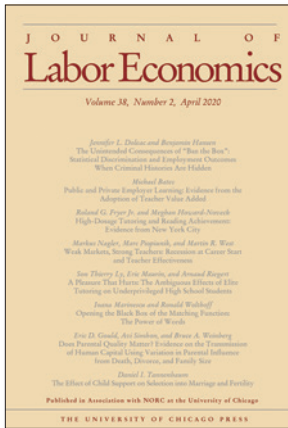 JOURNAL OF
Labor Economics
Volume 38, Number 2, April 2020
Jennifer L. Doleac and Benjamin Hansen
The Unintended Consequences of "Ban the Box":
Statistical Discrimination and Employment Outcomes
When Criminal Histories Are Hidden
Michael Bates
Public and Private Employer Learning: Evidence from the
Adoption of Teacher Value Added
Roland G. Fryer Jr. and Meghan Howard-Noveck
High-Dosage Tutoring and Reading Achievement:
Evidence from New York City
Markus Nagler, Marc Piopiunik, and Martin R. West
Weak Markets, Strong Teachers: Recession at Career Start
and Teacher Effectiveness
Son Thierry Ly, Eric Maurin, and Arnaud Riegert
A Pleasure That Hurts: The Ambiguous Effects of Elite
Tutoring on Underprivileged High School Students
Ioana Marinescu and Ronald Wolthoff
Opening the Black Box of the Matching Function:
The Power of Words
Eric D. Gould, Avi Simhon, and Bruce A. Weinberg
Does Parental Quality Matter? Evidence on the Transmission
of Human Capital Using Variation in Parental Influence
from Death, Divorce, and Family Size
Daniel I. Tannenbaum
The Effect of Child Support on Selection into Marriage and Fertility
Published in Association with NORC at the University of Chicago
THE UNIVERSITY OF CHICAGO PRESS